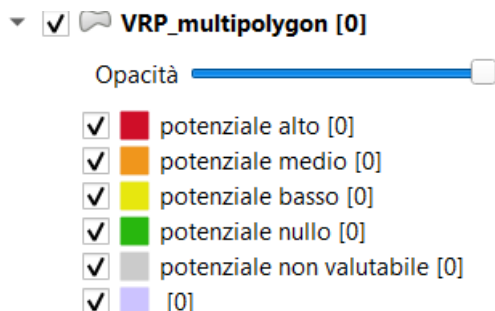 VRP_multipolygon [0]
Opacità
potenziale alto [0]
potenziale medio [0]
potenziale basso [0]
potenziale nullo [0]
potenziale non valutabile [0]
[0]